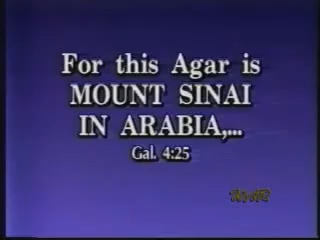 For this Agar is
MOUNT SINAI
IN ARABIA,...
Gal. 4:25